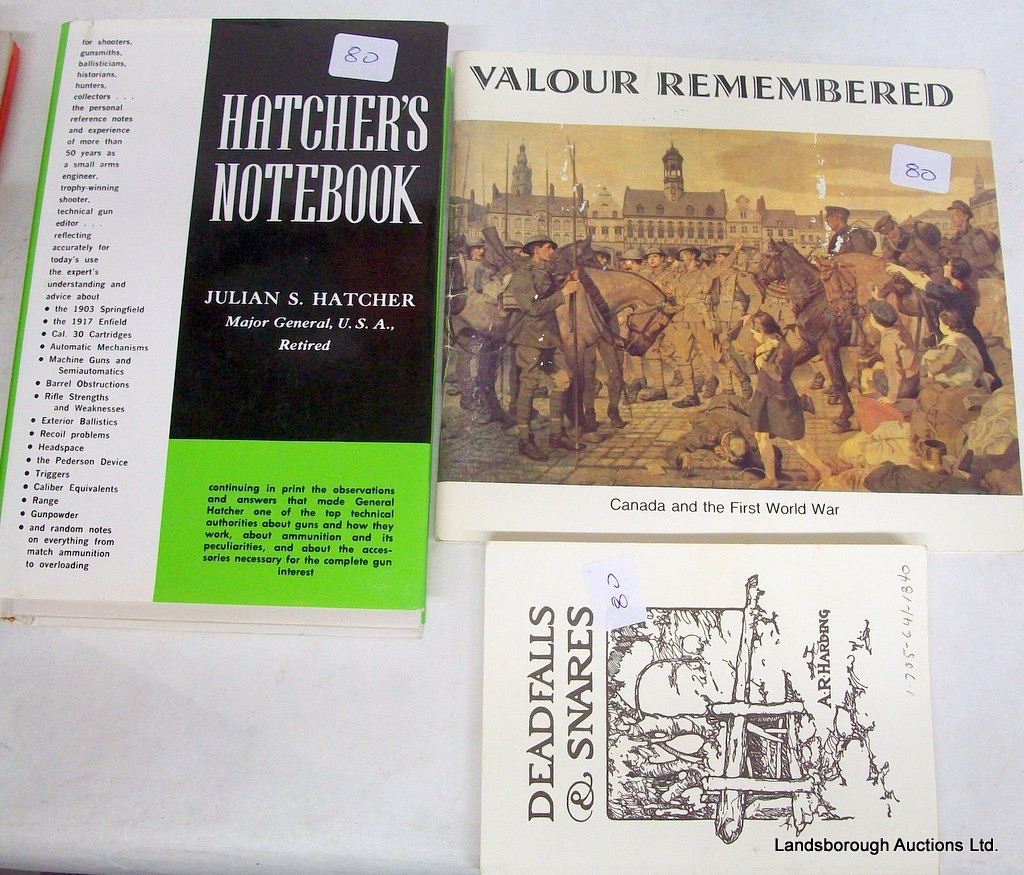 for shooters,
gunsmiths,
ballisticians,
historians,
hunters,
collectors . . .
the personal
reference notes
and experience
of more than
50 years as
a small arms
engineer,
trophy-winning
shooter,
technical gun
editor . . .
reflecting
accurately for
today's use
the expert's
understanding and
advice about
• the 1903 Springfield
• the 1917 Enfield
• Cal. 30 Cartridges
• Automatic Mechanisms
• Machine Guns and
Semiautomatics
• Barrel Obstructions
• Rifle Strengths
and Weaknesses
• Exterior Ballistics
• Recoil problems
• Headspace
• the Pederson Device
• Triggers
• Caliber Equivalents
• Range
• Gunpowder
• and random notes
on everything from
match ammunition
to overloading
80
HATCHER'S
NOTEBOOK
JULIAN S. HATCHER
Major General, U. S. A.,
Retired
continuing in print the observations
and answers that made General
Hatcher one of the top technical
authorities about guns and how they
work, about ammunition and its
peculiarities, and about the acces-
sories necessary for the complete gun
interest
VALOUR REMEMBERED
80
Canada and the First World War
DEADFALLS
& SNARES
80
A.R. HARDING
1-705-641-1840
Landsborough Auctions Ltd.